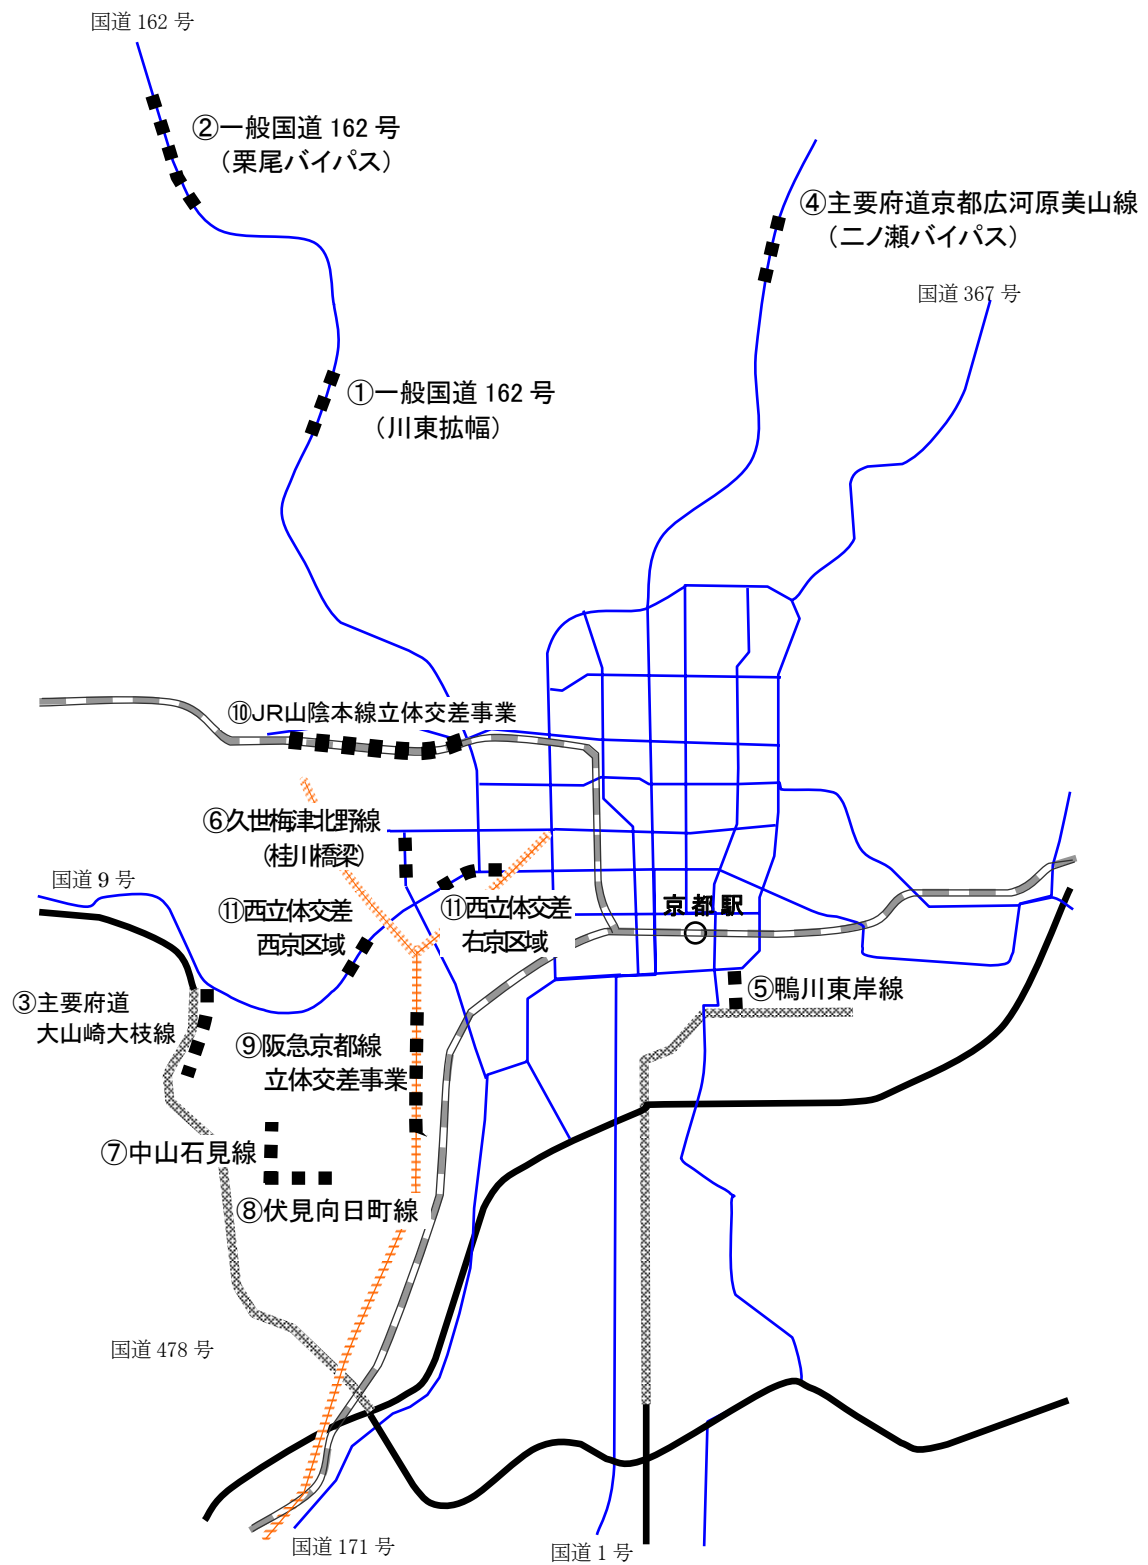 国道 162 号
②一般国道 162 号
（栗尾バイパス）
④主要府道京都広河原美山線
（二ノ瀬バイパス）
国道 367 号
①一般国道 162 号
（川東拡幅）
⑩JR山陰本線立体交差事業
⑥久世梅津北野線
(桂川橋梁)
国道 9 号
⑪西立体交差
西京区域
⑪西立体交差
右京区域
京都駅
③主要府道
大山崎大枝線
⑤鴨川東岸線
⑨阪急京都線
立体交差事業
⑦中山石見線
⑧伏見向日町線
国道 478 号
国道 171 号
国道 1 号